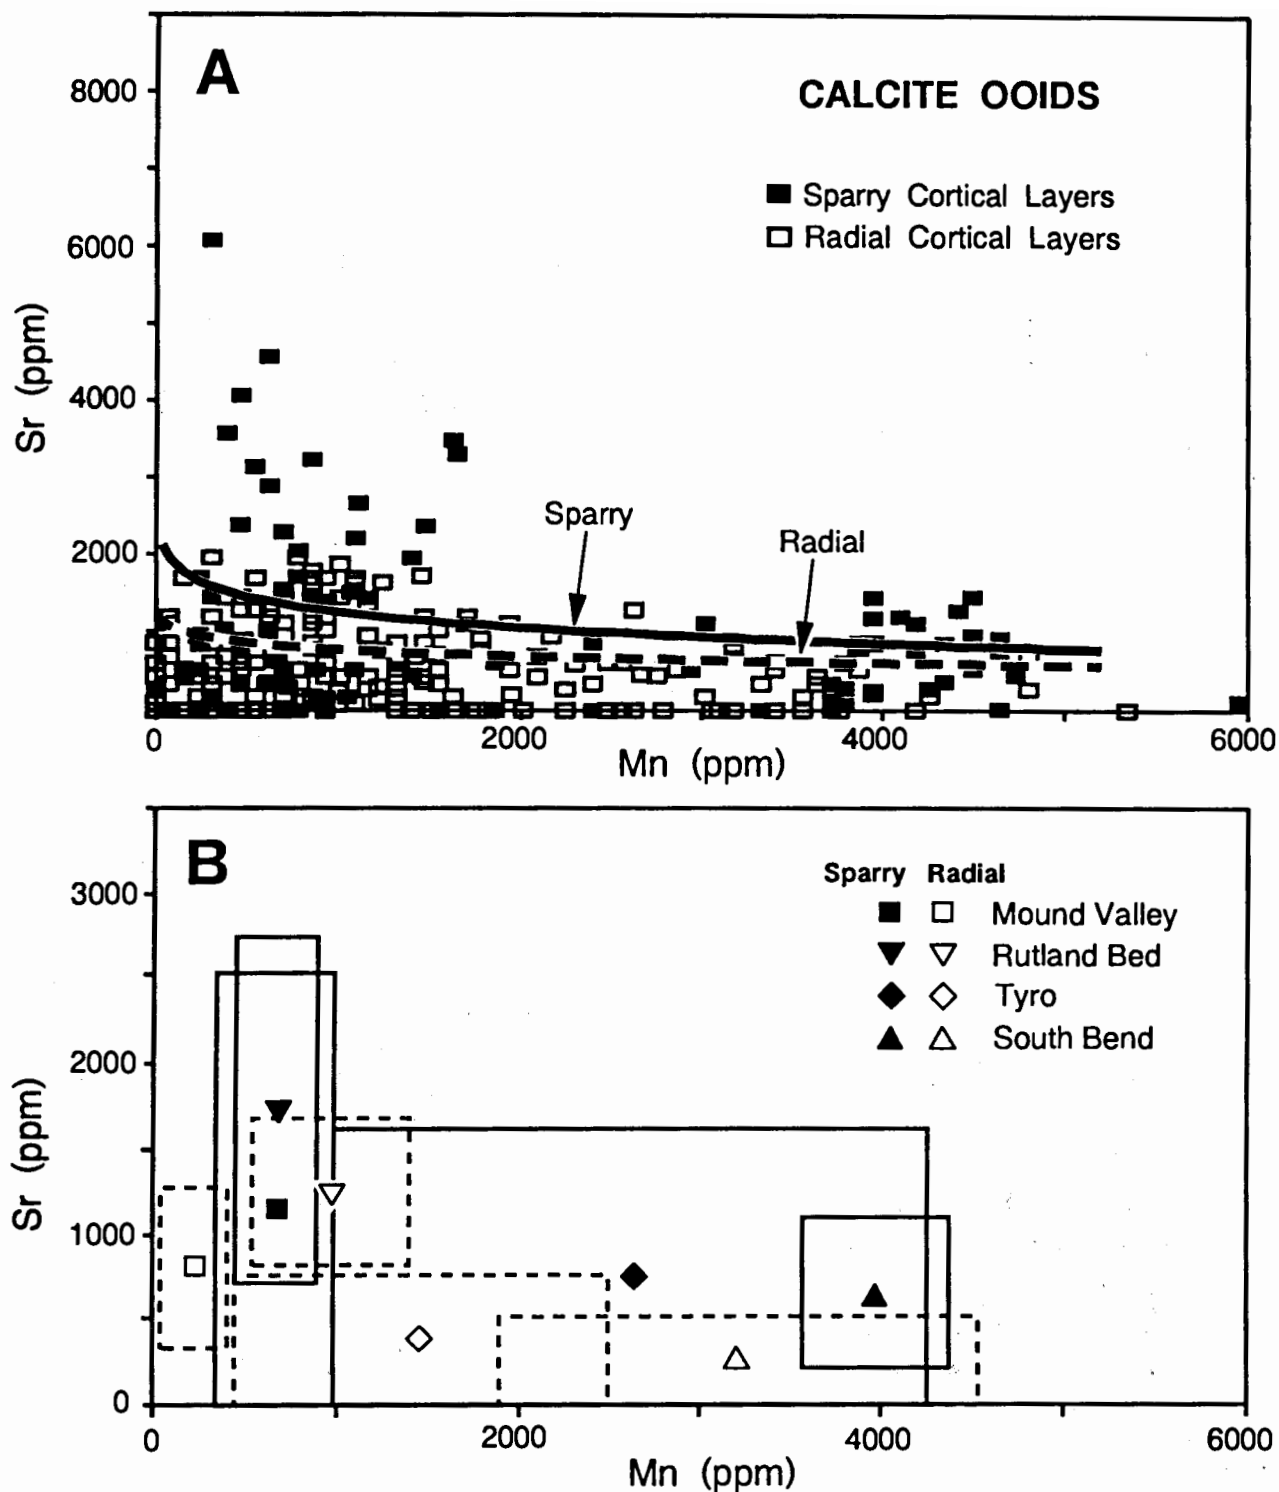 A
CALCITE OOIDS
Sparry Cortical Layers
Radial Cortical Layers
8000
6000
4000
2000
Sr (ppm)
Sparry
Radial
0
2000
4000
6000
Mn (ppm)
B
Sparry Radial
Mound Valley
Rutland Bed
Tyro
South Bend
3000
2000
1000
0
Sr (ppm)
0
2000
4000
6000
Mn (ppm)